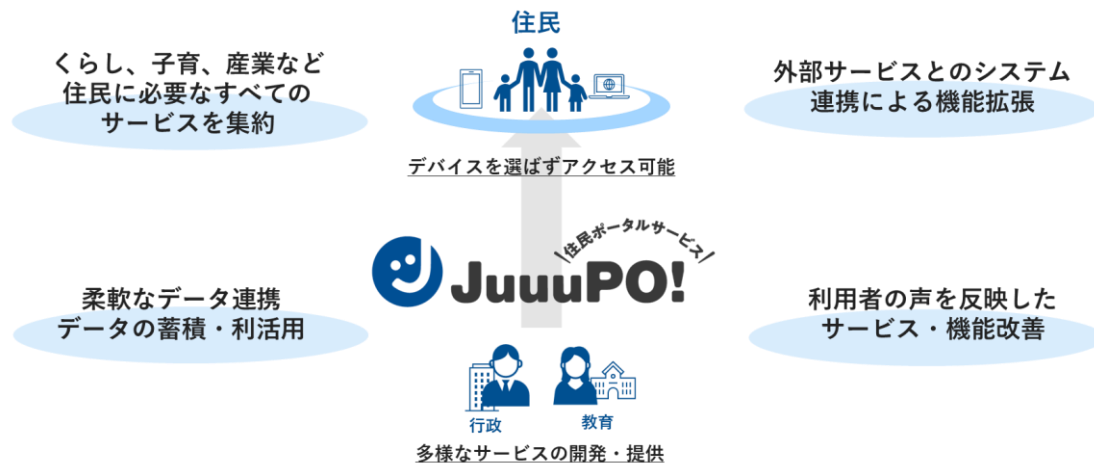 住民
くらし、子育、産業など
住民に必要なすべての
サービスを集約
外部サービスとのシステム
連携による機能拡張
デバイスを選ばずアクセス可能
\住民ポータルサービス/
JuuuPO!
柔軟なデータ連携
データの蓄積・利活用
利用者の声を反映した
サービス・機能改善
行政
教育
多様なサービスの開発・提供